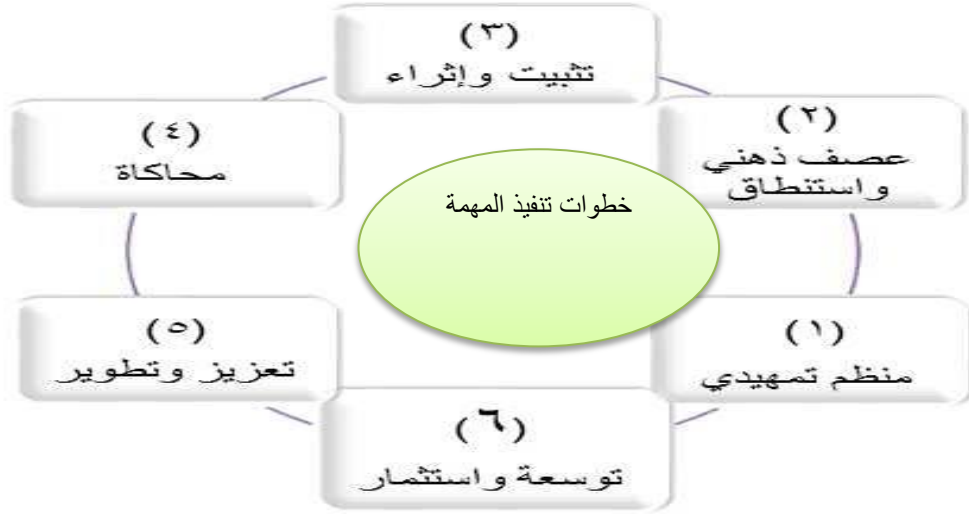 خطوات تنفيذ المهمة
(١)
منظم تمهيدي
(٢)
عصف ذهني
واستنطاق
(٣)
تثبيت وإثراء
(٤)
محاكاة
(٥)
تعزيز وتطوير
(٦)
توسعة واستثمار